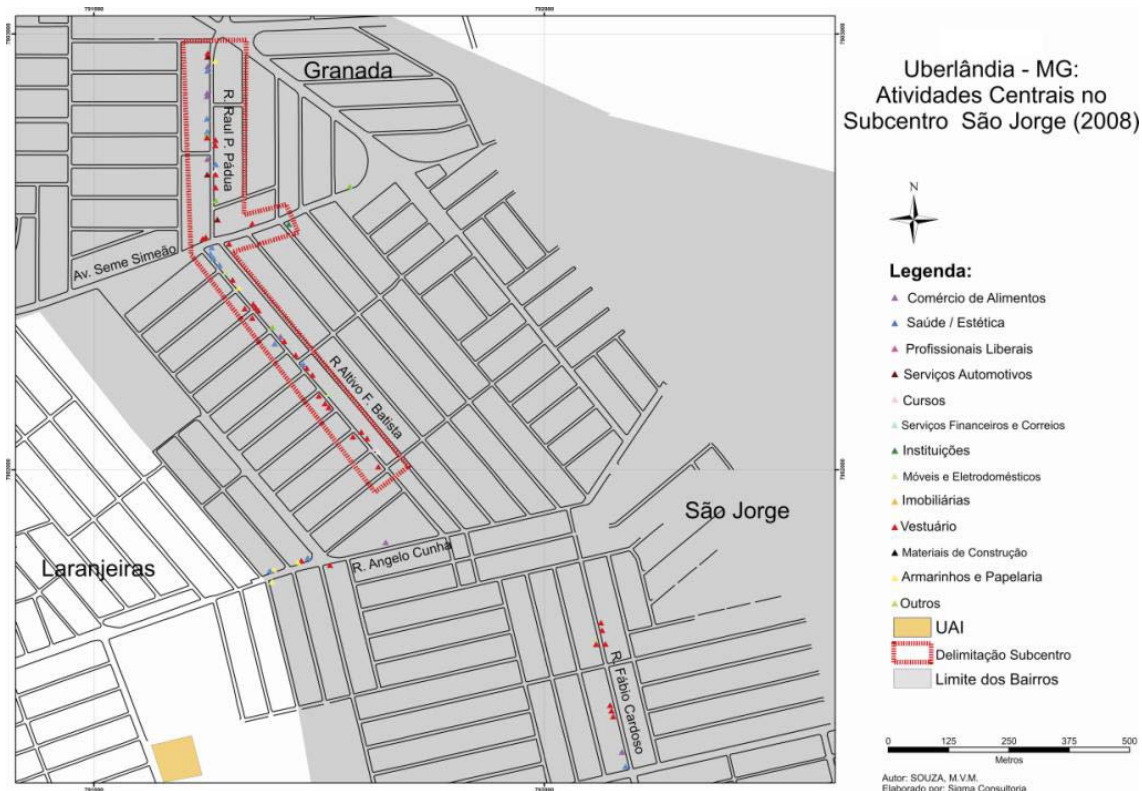 Uberlândia - MG:
Atividades Centrais no
Subcentro São Jorge (2008)
N
Granada
R. Raul P. Pádua
Av. Seme Simeão
R Altivo F. Batista
São Jorge
Laranjeiras
R. Angelo Cunha
R. Fábio Cardoso
Legenda:
Comércio de Alimentos
Saúde / Estética
Profissionais Liberais
Serviços Automotivos
Cursos
Serviços Financeiros e Correios
Instituições
Móveis e Eletrodomésticos
Imobiliárias
Vestuário
Materiais de Construção
Armarinhos e Papelaria
Outros
UAI
Delimitação Subcentro
Limite dos Bairros
0 125 250 375 500
Metros
Autor: SOUZA, M.V.M.
Elaborado por: Sigma Consultoria